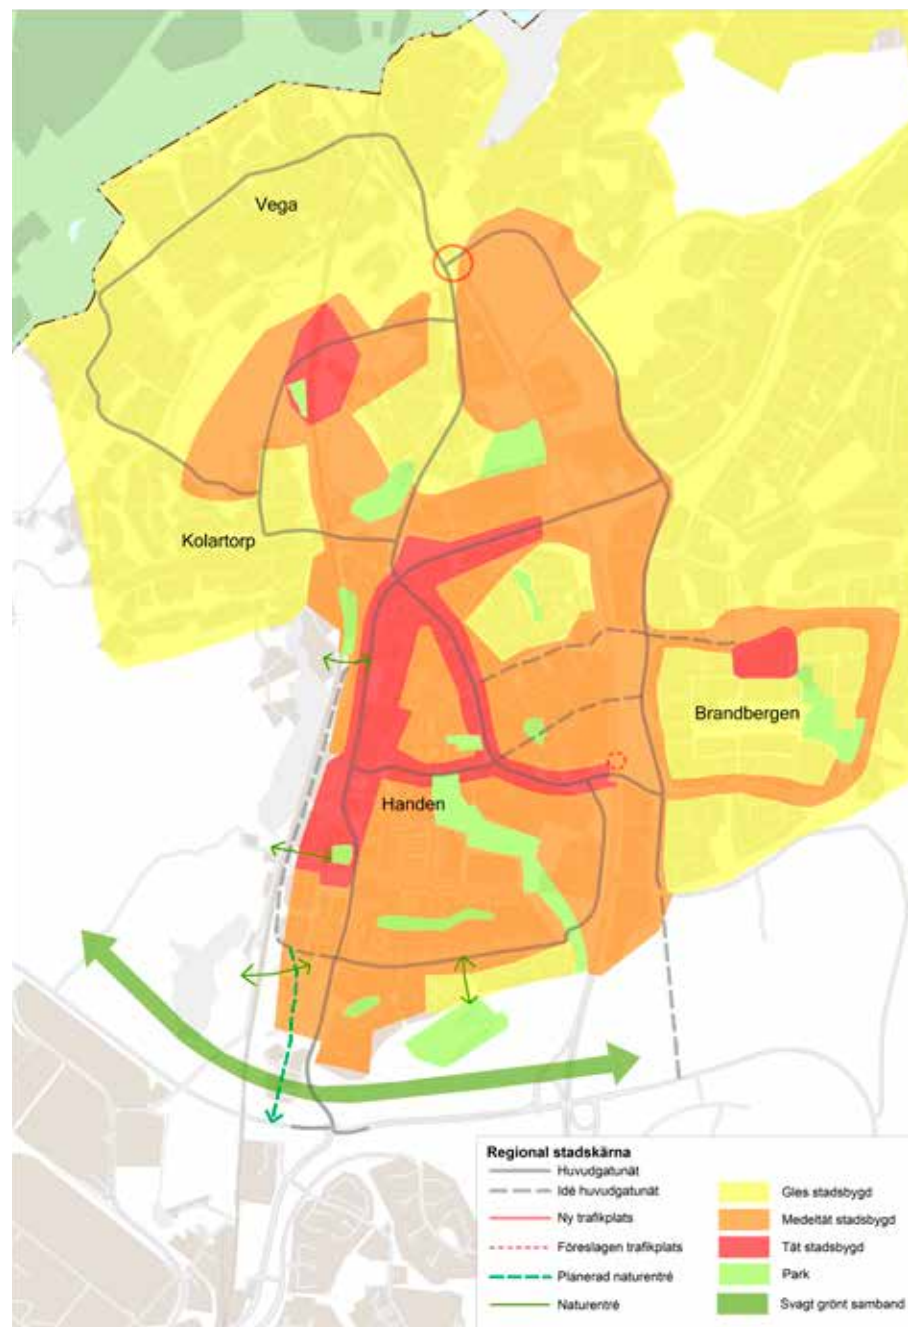 Vega
Kolartorp
Brandbergen
Handen
Regional stadskärna
Huvudgatunät
Idé huvudgatunät
Ny trafikplats
Föreslagen trafikplats
Planerad naturentré
Naturentré
Gles stadsbygd
Medeltät stadsbygd
Tät stadsbygd
Park
Svagt grönt samband